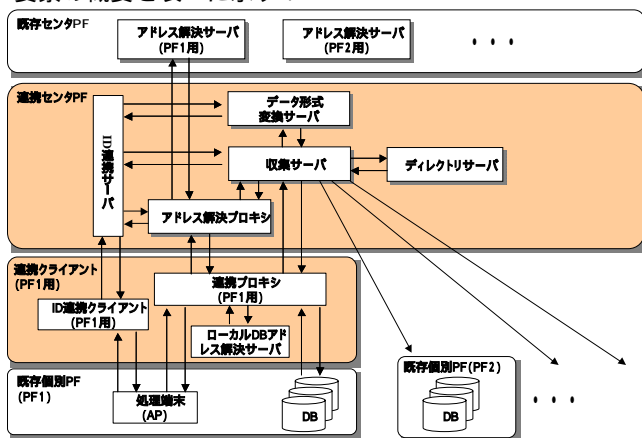 既存センタPF
アドレス解決サーバ
(PF1用)
アドレス解決サーバ
(PF2用)
・・・
連携センタPF
データ形式
変換サーバ
ID連携サーバ
収集サーバ
ディレクトリサーバ
アドレス解決プロキシ
連携クライアント
(PF1用)
連携プロキシ
(PF1用)
ID連携クライアント
(PF1用)
ローカルDBアド
レス解決サーバ
既存個別PF
(PF1)
処理端末
(AP)
DB
既存個別PF(PF2)
DB
・・・